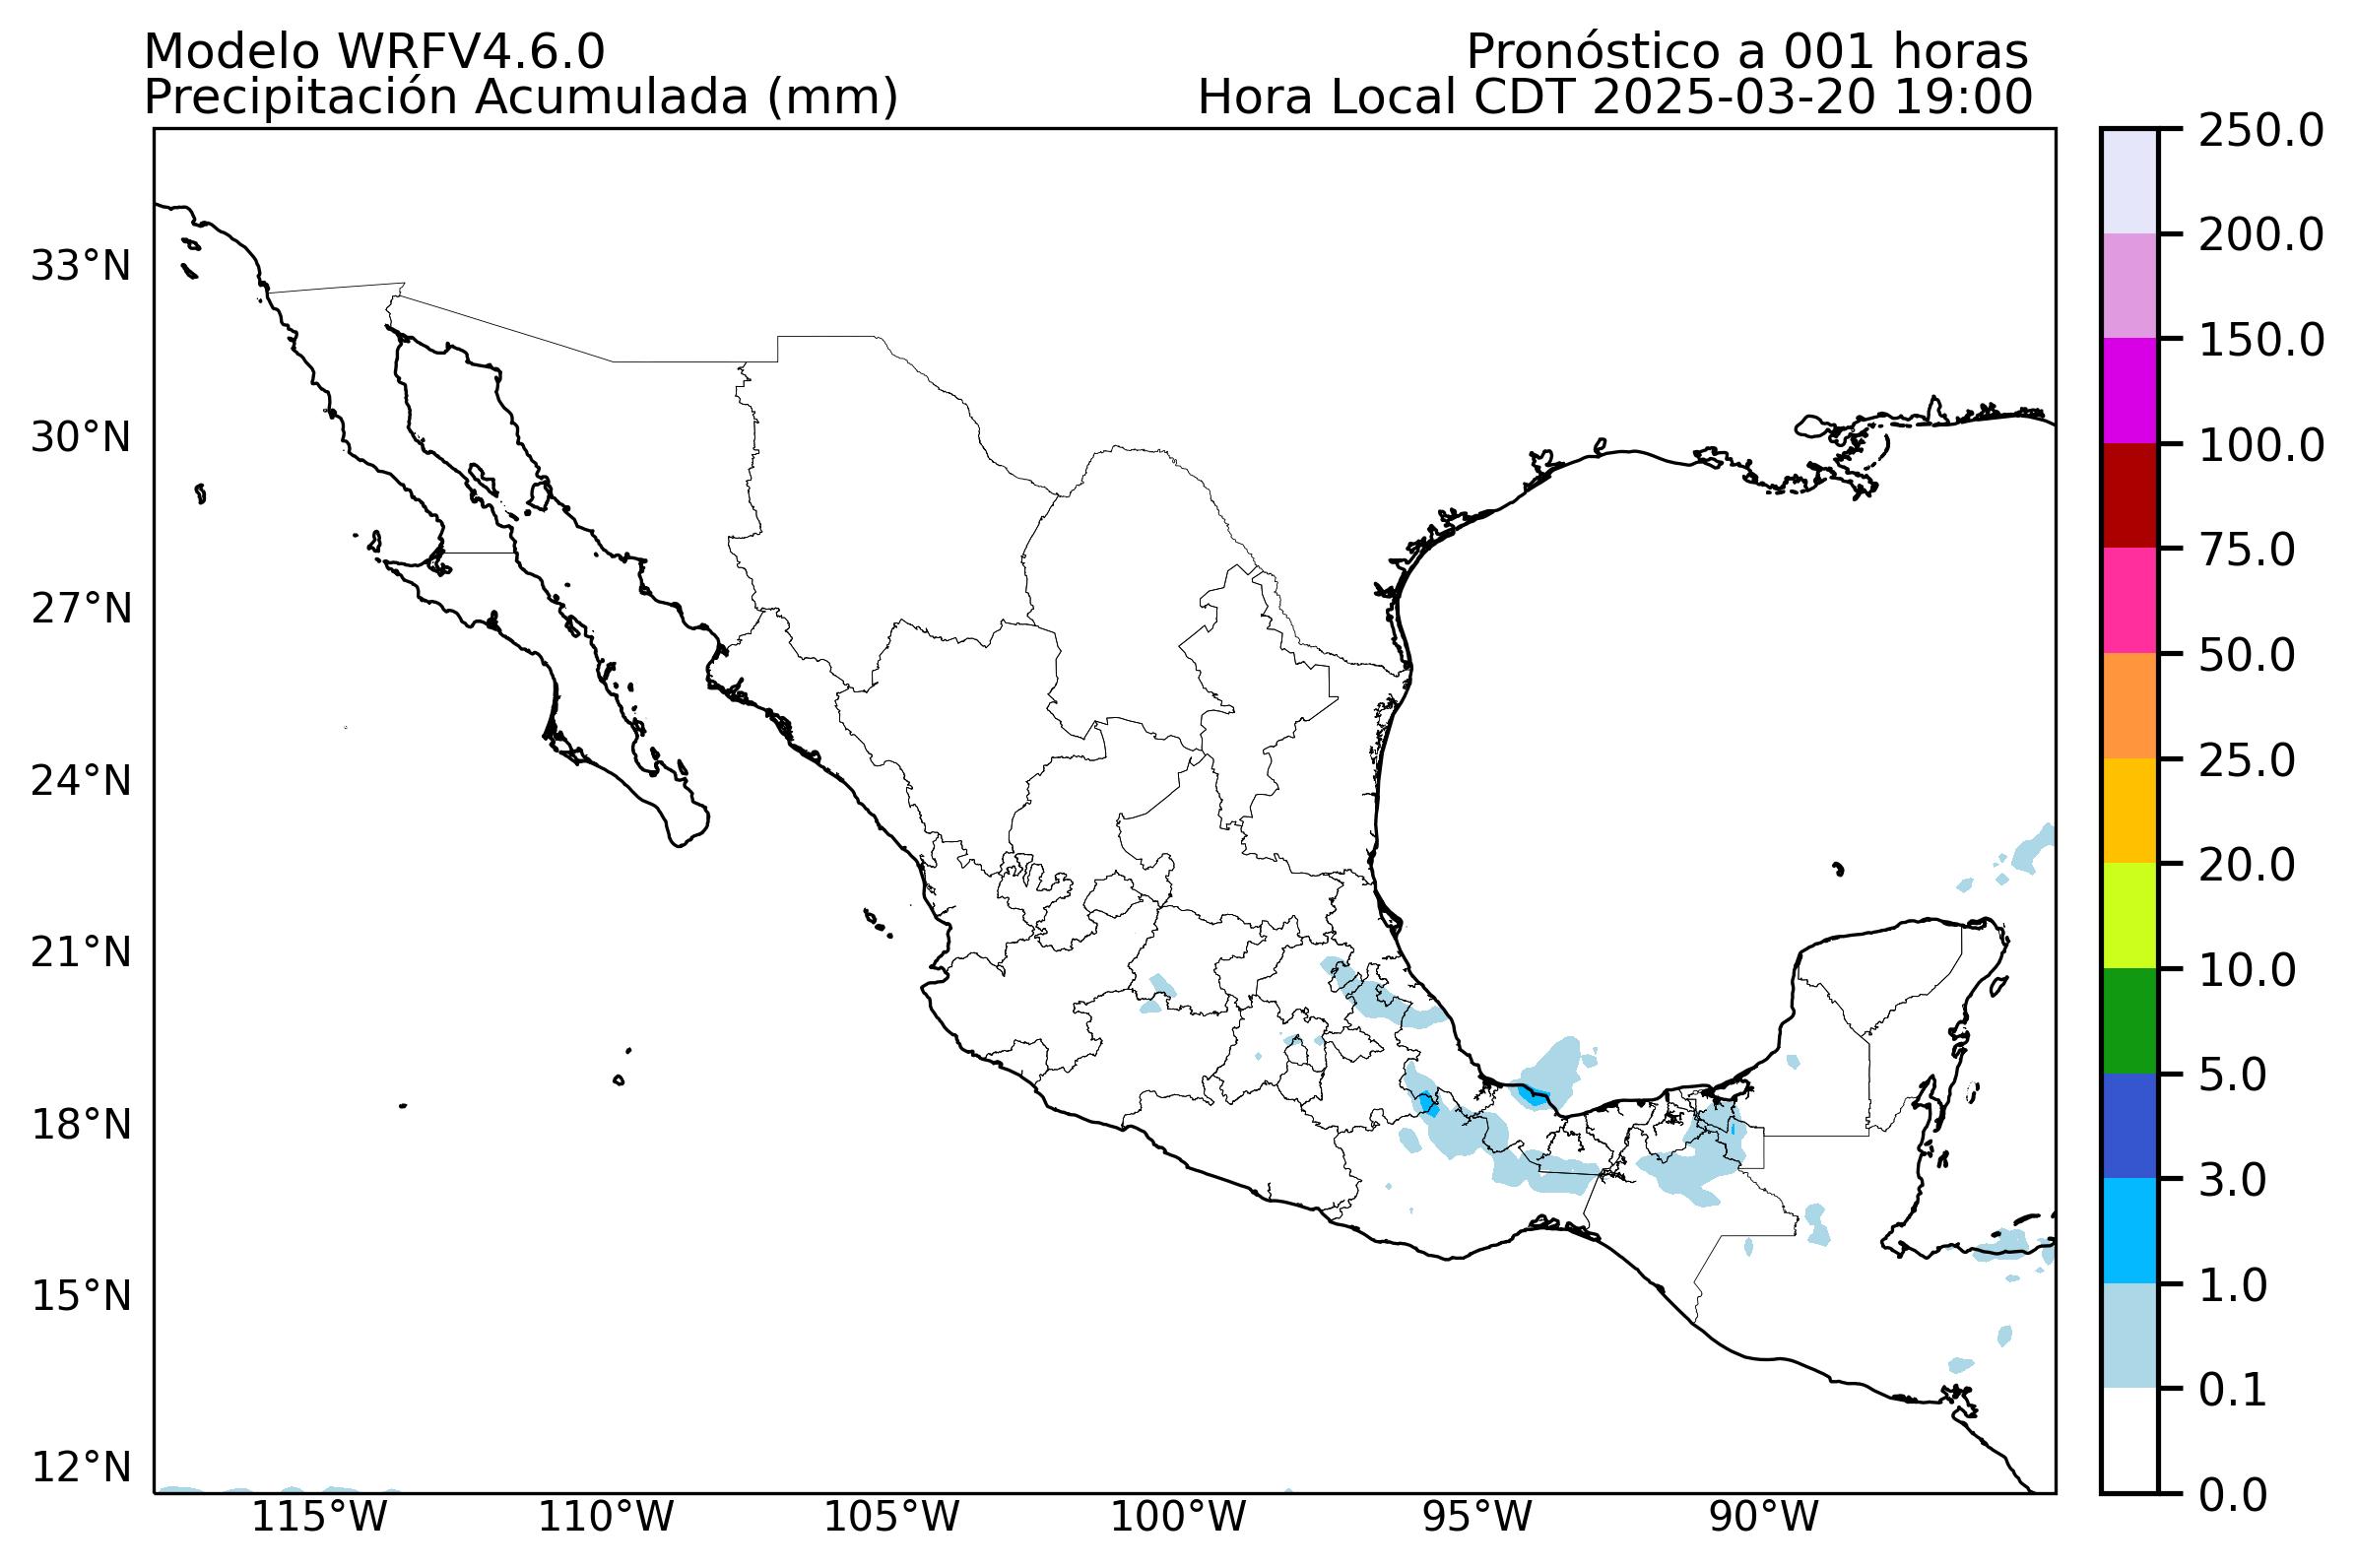 Modelo WRFV4.6.0
Pronóstico a 001 horas
Precipitación Acumulada (mm)
Hora Local CDT 2025-03-20 19:00
33°N
30°N
27°N
24°N
21°N
18°N
15°N
12°N
115°W
110°W
105°W
100°W
95°W
90°W
250.0
200.0
150.0
100.0
75.0
50.0
25.0
20.0
10.0
5.0
3.0
1.0
0.1
0.0